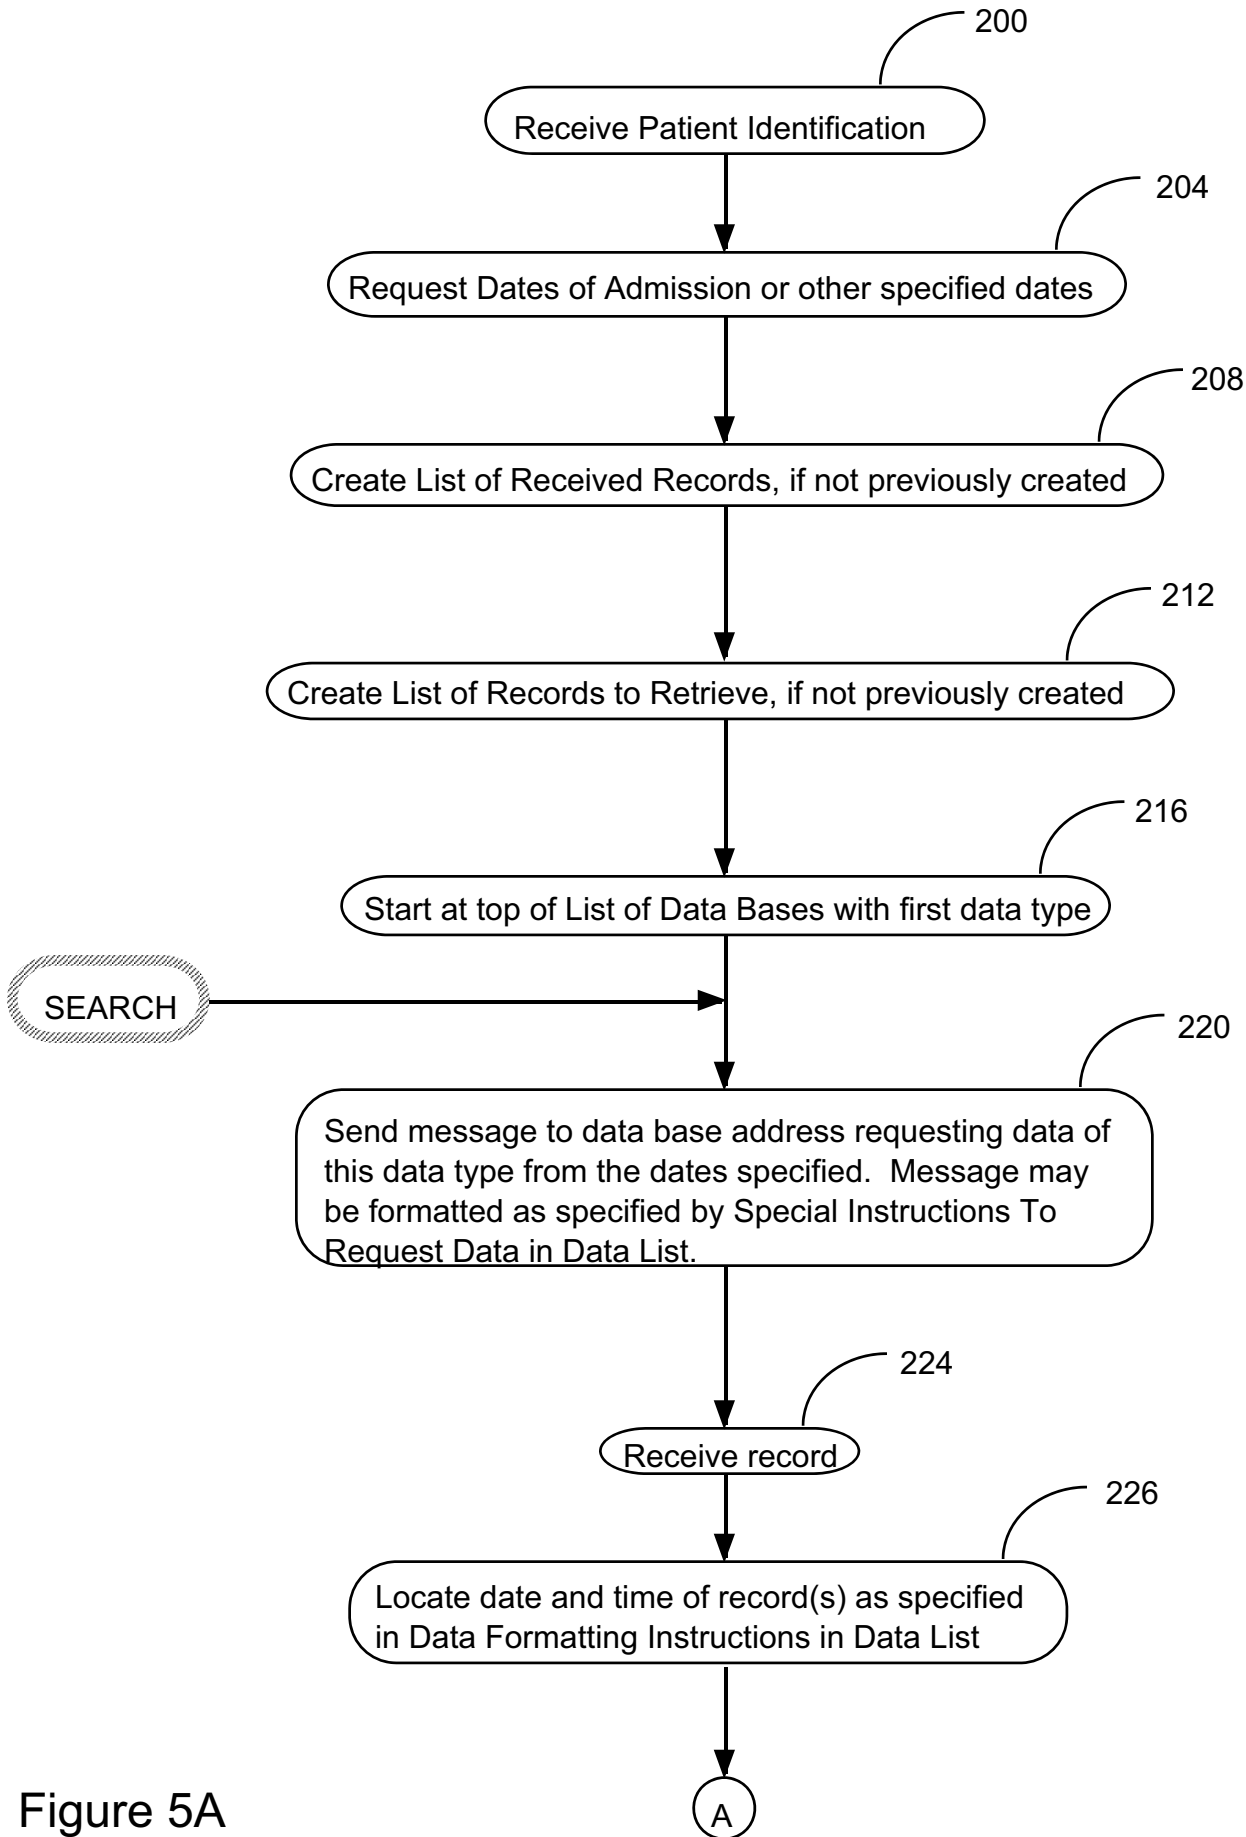 200
Receive Patient Identification
204
Request Dates of Admission or other specified dates
208
Create List of Received Records, if not previously created
212
Create List of Records to Retrieve, if not previously created
216
Start at top of List of Data Bases with first data type
SEARCH
220
Send message to data base address requesting data of
this data type from the dates specified.  Message may
be formatted as specified by Special Instructions To
Request Data in Data List.
224
Receive record
226
Locate date and time of record(s) as specified
in Data Formatting Instructions in Data List
A
Figure 5A